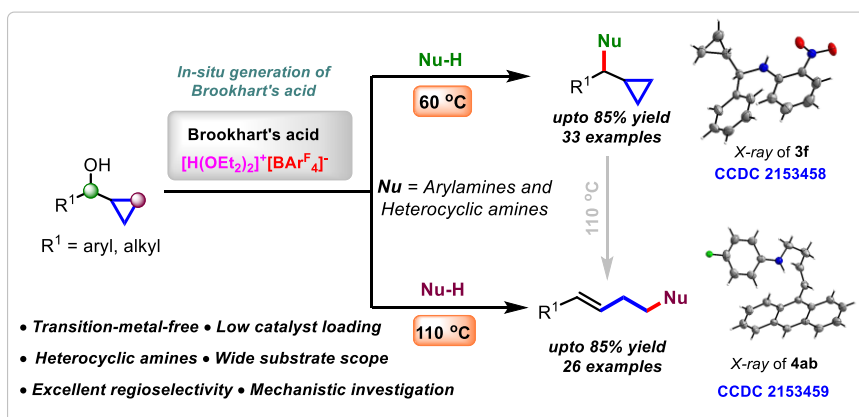 In-situ generation of
Brookhart's acid
Brookhart's acid
[H(OEt₂)₂]⁺[BArᶠ₄]⁻
OH
R¹
R¹ = aryl, alkyl
Nu-H
60 °C
Nu
R¹
upto 85% yield
33 examples
X-ray of 3f
CCDC 2153458
Nu = Arylamines and
Heterocyclic amines
110 °C
Nu-H
110 °C
R¹
Nu
upto 85% yield
26 examples
X-ray of 4ab
CCDC 2153459
• Transition-metal-free • Low catalyst loading
• Heterocyclic amines • Wide substrate scope
• Excellent regioselectivity • Mechanistic investigation